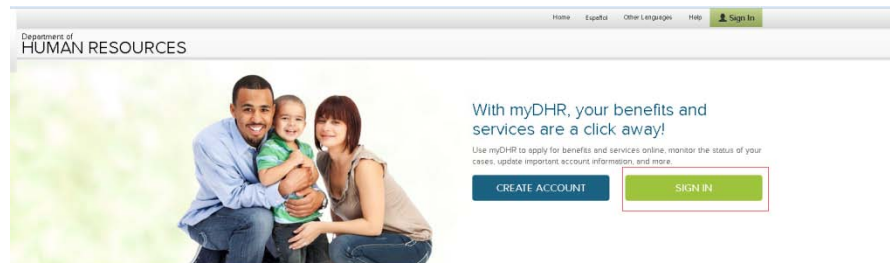 Home Español Other Languages Help Sign In
Department of
HUMAN RESOURCES
With myDHR, your benefits and
services are a click away!
Use myDHR to apply for benefits and services online, monitor the status of your
cases, update important account information, and more.
CREATE ACCOUNT SIGN IN